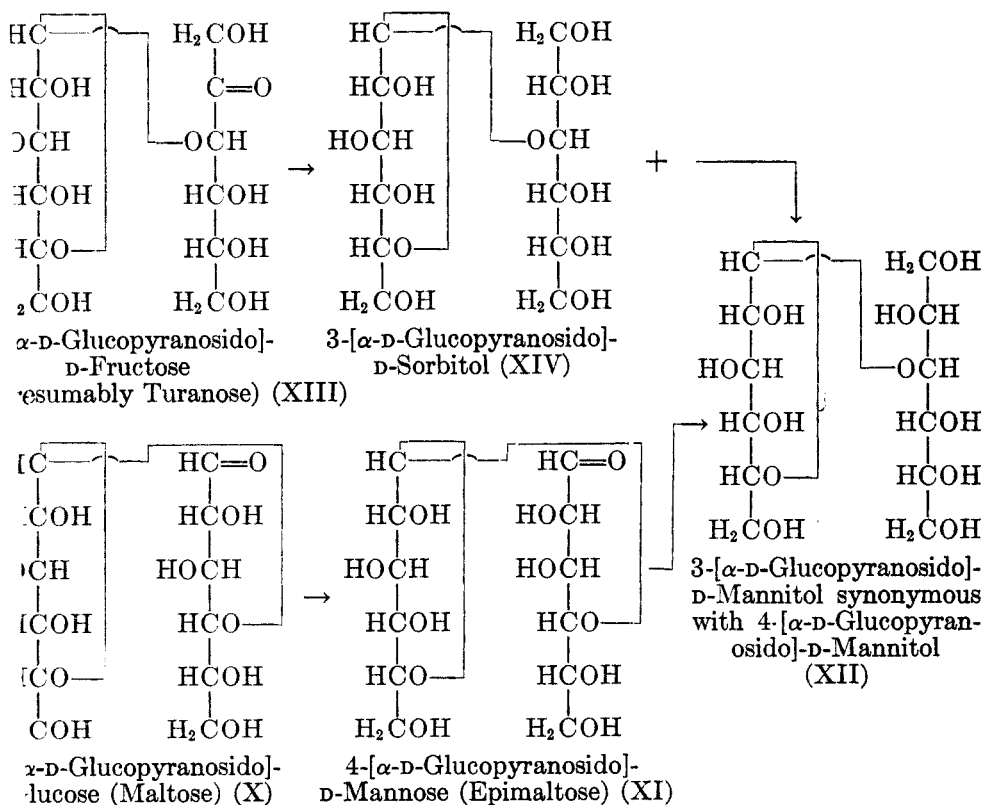 HC H₂COH HC H₂COH
HCOH C=O HCOH HCOH
CH OCH → HOCH OCH + 
HCOH HCOH HCOH HCOH
HCO HCOH HCO HCOH
₂COH H₂COH H₂COH H₂COH
α-D-Glucopyranosido]-
D-Fructose
esumably Turanose) (XIII)
3-[α-D-Glucopyranosido]-
D-Sorbitol (XIV)
HC H₂COH
HCOH HOCH
HOCH OCH
HCOH HCOH
HCO HCOH
H₂COH H₂COH
3-[α-D-Glucopyranosido]-
D-Mannitol synonymous
with 4-[α-D-Glucopyran-
osido]-D-Mannitol
(XII)
C HC=O HC HC=O
COH HCOH HCOH HOCH
CH HOCH HOCH HOCH
COH HCO → HCOH HCO →
CO HCOH HCO HCOH
COH H₂COH H₂COH H₂COH
α-D-Glucopyranosido]-
lucose (Maltose) (X)
4-[α-D-Glucopyranosido]-
D-Mannose (Epimaltose) (XI)